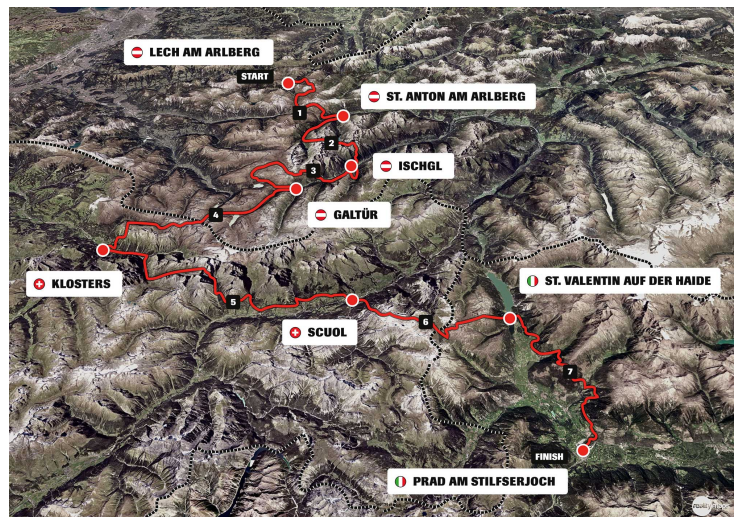 LECH AM ARLBERG
START
ST. ANTON AM ARLBERG
1
2
ISCHGL
3
GALTÜR
4
KLOSTERS
ST. VALENTIN AUF DER HAIDE
5
SCUOL
6
7
FINISH
PRAD AM STILFSERJOCH